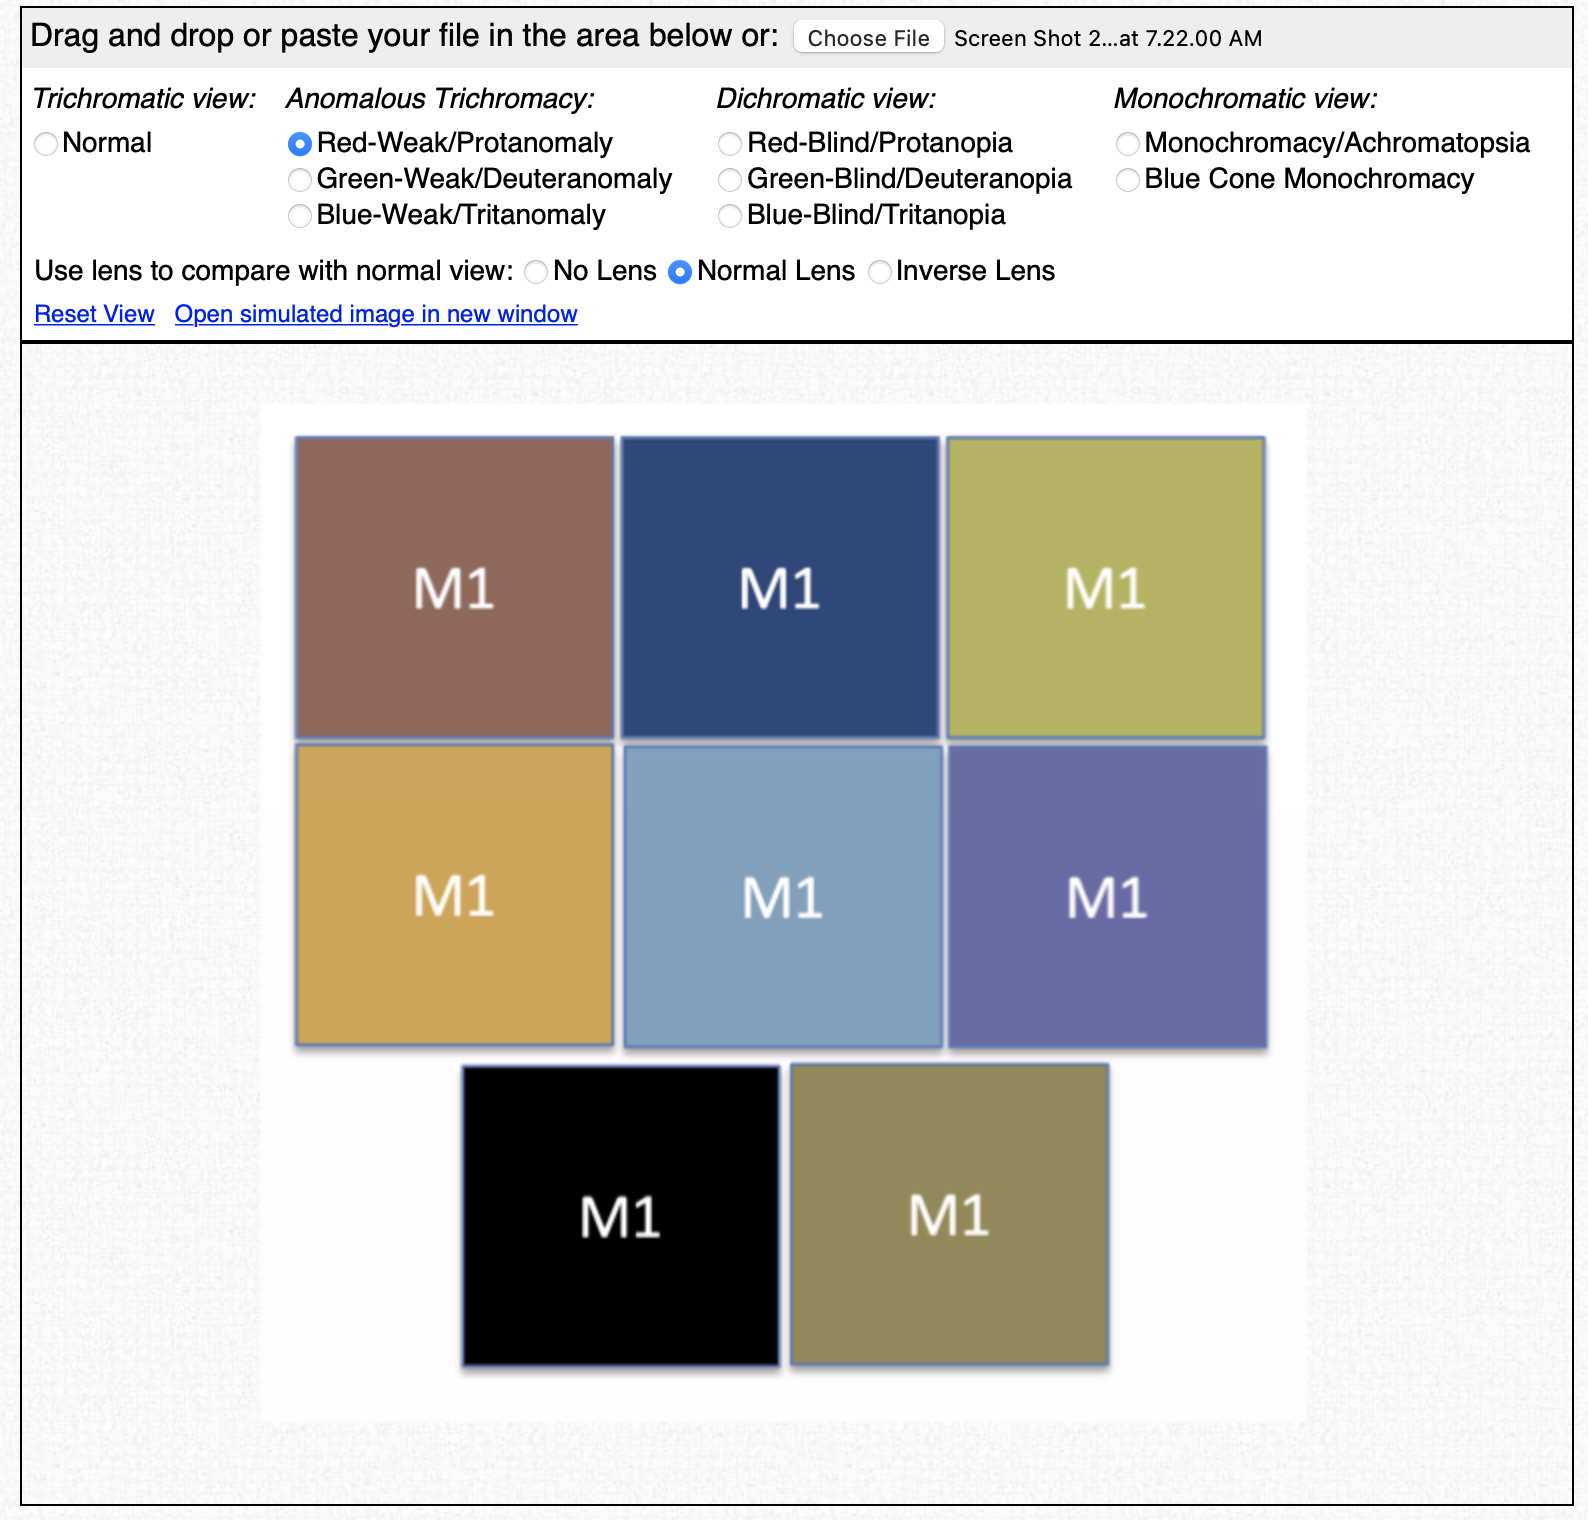 Drag and drop or paste your file in the area below or: Choose File Screen Shot 2...at 7.22.00 AM
Trichromatic view: Anomalous Trichromacy: Dichromatic view: Monochromatic view:
Normal Red-Weak/Protanomaly Red-Blind/Protanopia Monochromacy/Achromatopsia
Green-Weak/Deuteranomaly Green-Blind/Deuteranopia Blue Cone Monochromacy
Blue-Weak/Tritanomaly Blue-Blind/Tritanopia
Use lens to compare with normal view: No Lens Normal Lens Inverse Lens
Reset View Open simulated image in new window
M1 M1 M1
M1 M1 M1
M1 M1